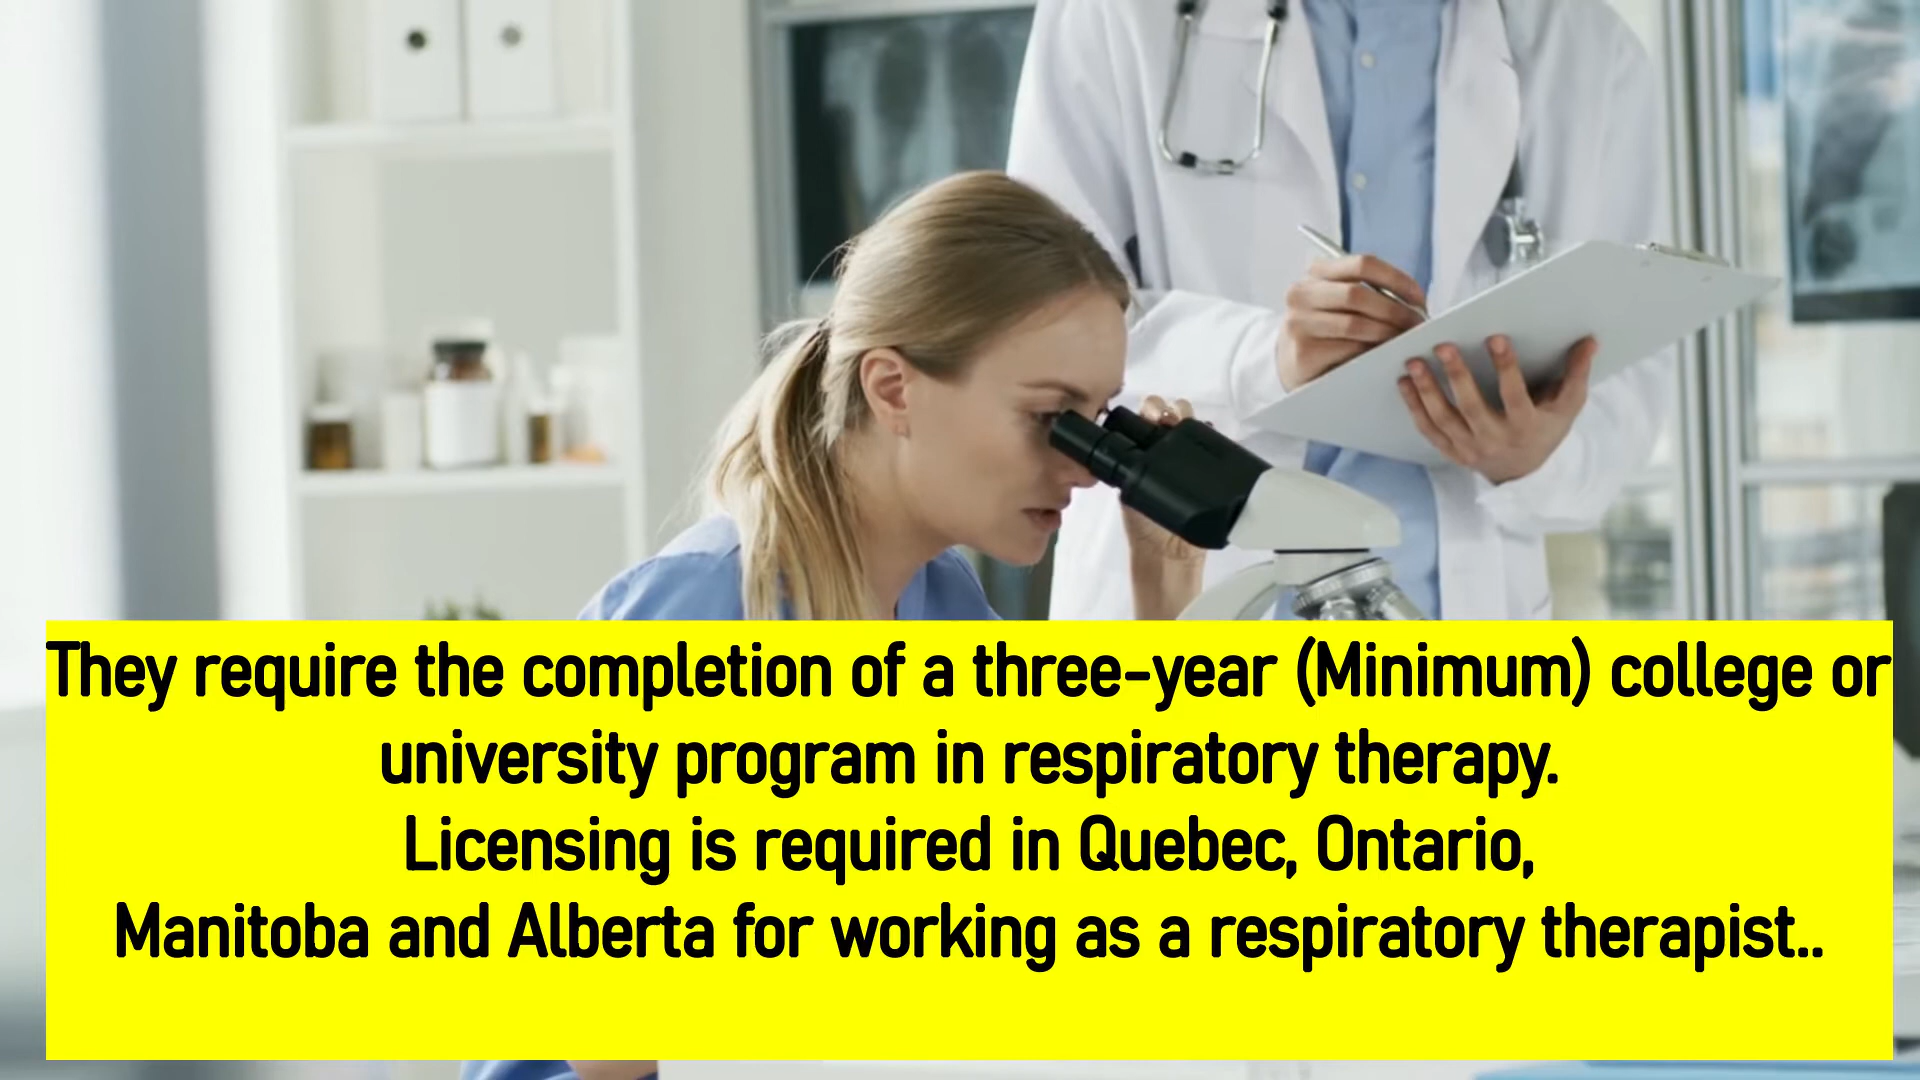 They require the completion of a three-year (Minimum) college or
university program in respiratory therapy.
Licensing is required in Quebec, Ontario,
Manitoba and Alberta for working as a respiratory therapist..